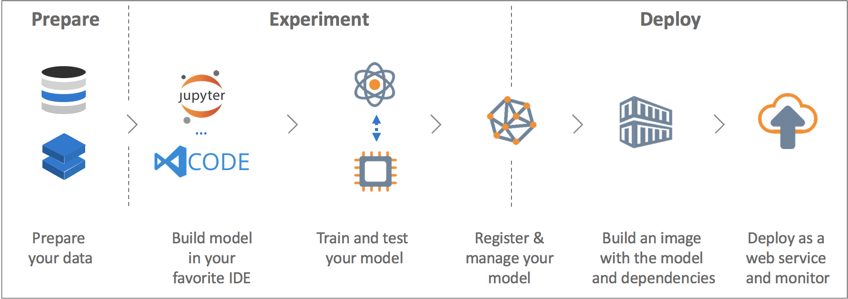 Prepare
Experiment
Deploy
jupyter
...
CODE
Prepare
your data
Build model
in your
favorite IDE
Train and test
your model
Register &
manage your
model
Build an image
with the model
and dependencies
Deploy as a
web service
and monitor